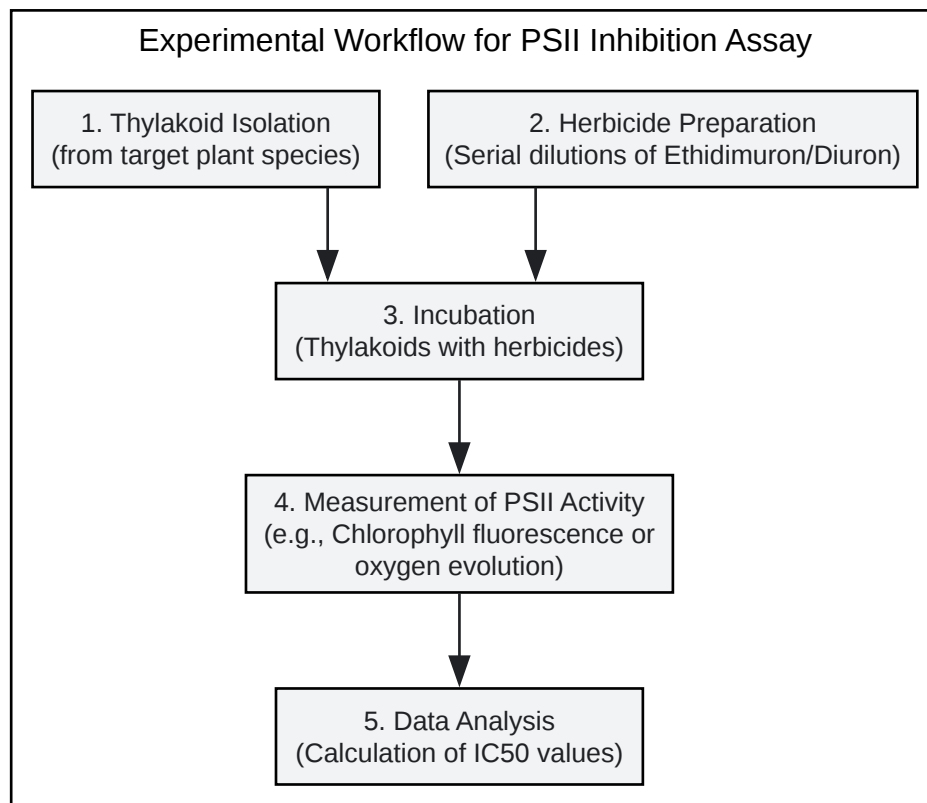 Experimental Workflow for PSII Inhibition Assay
1. Thylakoid Isolation
(from target plant species)
2. Herbicide Preparation
(Serial dilutions of Ethidimuron/Diuron)
3. Incubation
(Thylakoids with herbicides)
4. Measurement of PSII Activity
(e.g., Chlorophyll fluorescence or
oxygen evolution)
5. Data Analysis
(Calculation of IC50 values)